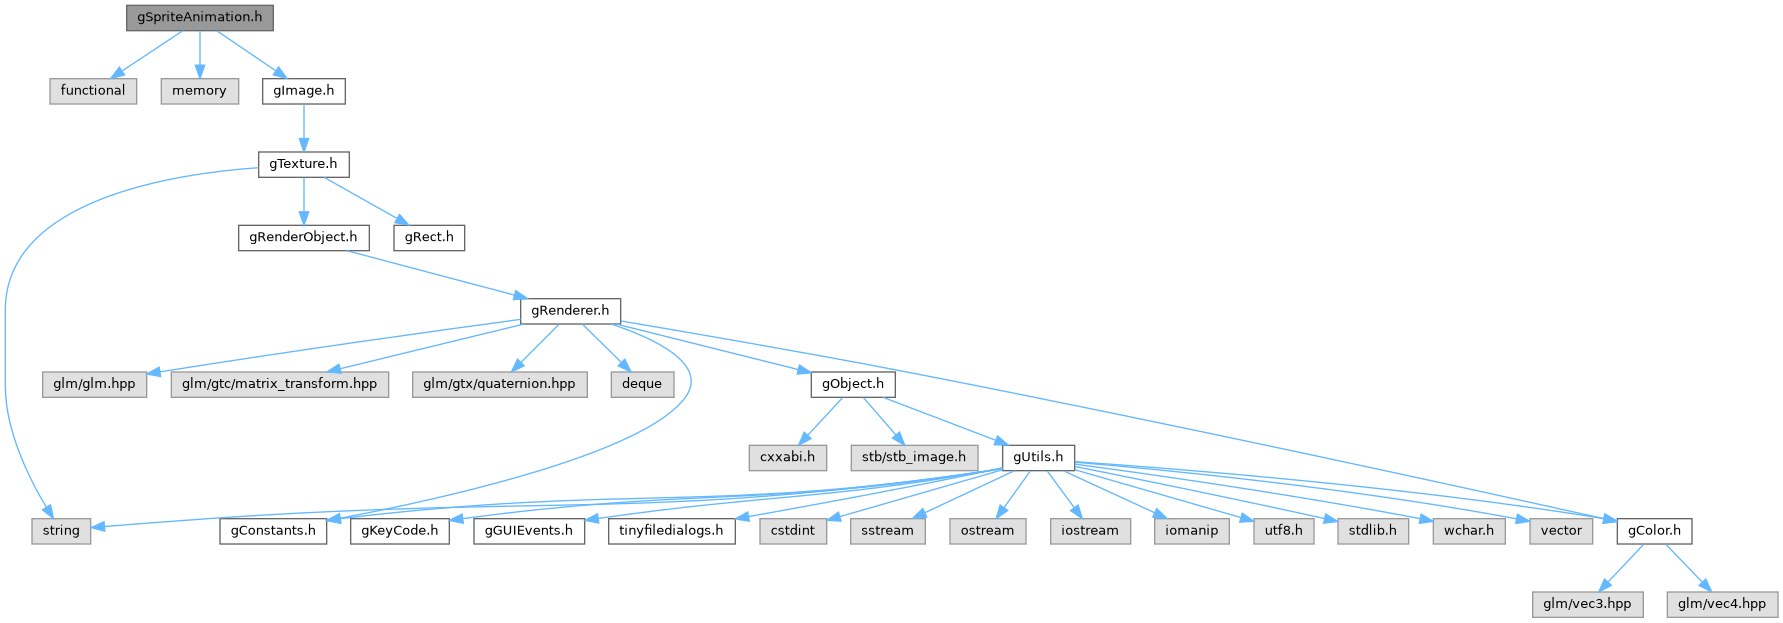 gSpriteAnimation.h
functional
memory
gImage.h
gTexture.h
gRenderObject.h
gRect.h
gRenderer.h
glm/glm.hpp
glm/gtc/matrix_transform.hpp
glm/gtx/quaternion.hpp
deque
gObject.h
cxxabi.h
stb/stb_image.h
gUtils.h
string
gConstants.h
gKeyCode.h
gGUIEvents.h
tinyfiledialogs.h
cstdint
sstream
ostream
iostream
iomanip
utf8.h
stdlib.h
wchar.h
vector
gColor.h
glm/vec3.hpp
glm/vec4.hpp